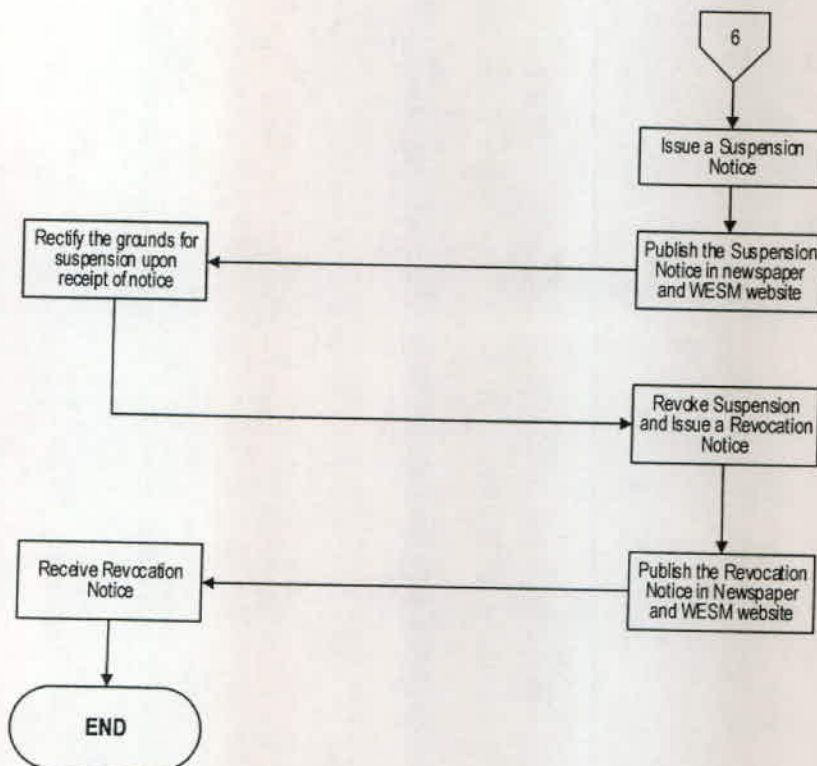 6
Issue a Suspension
Notice
Publish the Suspension
Notice in newspaper
and WESM website
Rectify the grounds for
suspension upon
receipt of notice
Revoke Suspension
and Issue a Revocation
Notice
Publish the Revocation
Notice in Newspaper
and WESM website
Receive Revocation
Notice
END